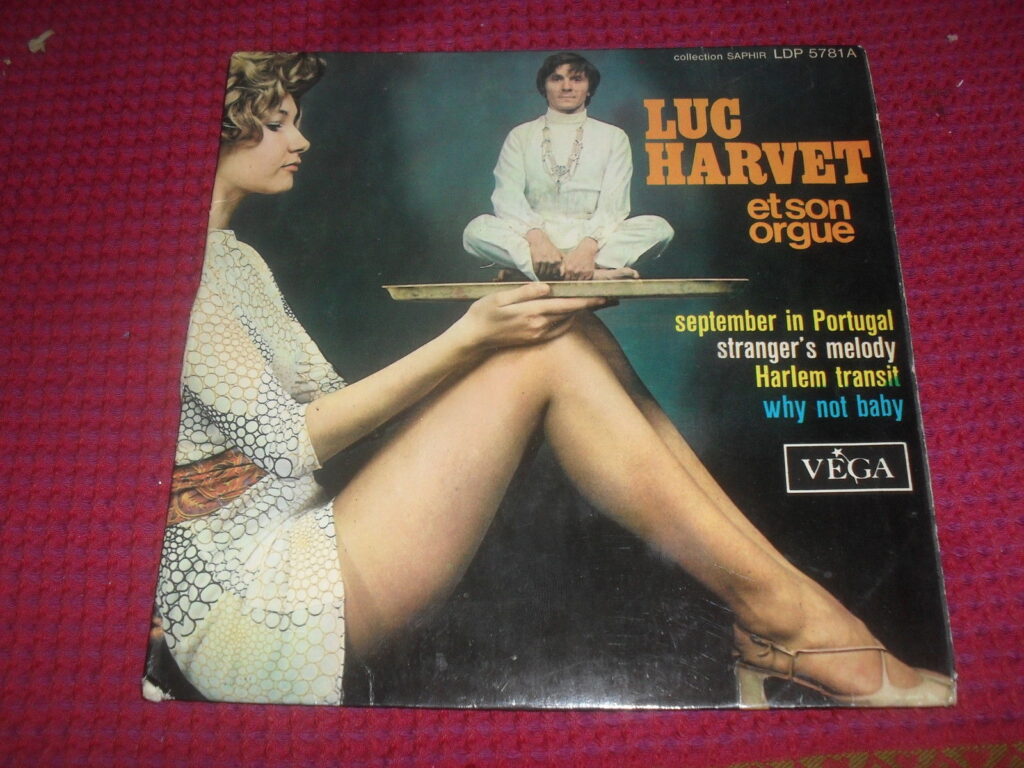 collection SAPHIR LDP 5781A
LUC
HARVET
et son
orgue
september in Portugal
stranger's melody
Harlem transit
why not baby
VEGA